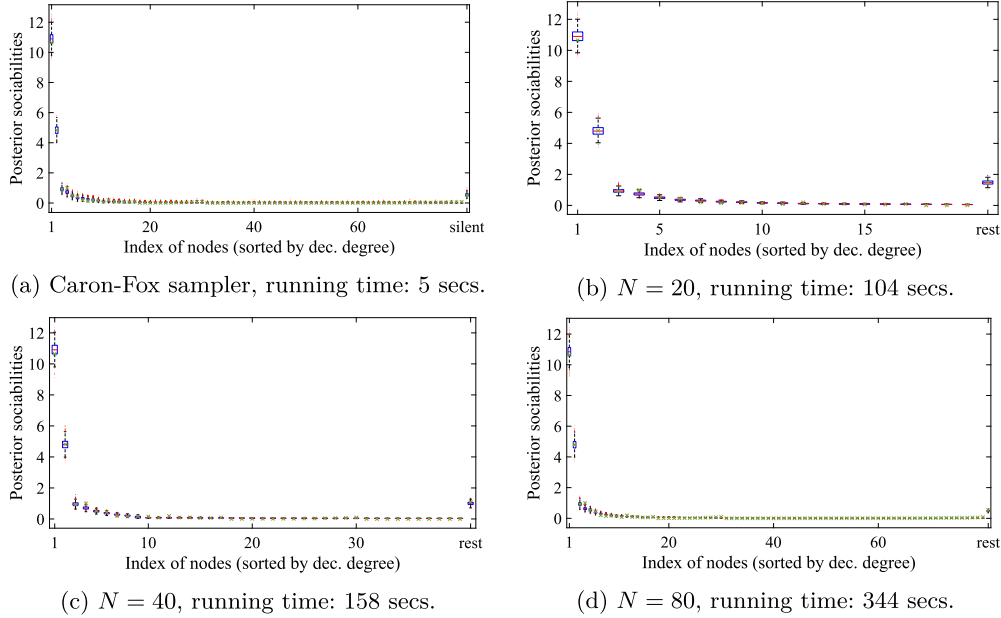 12
10
8
6
4
2
0
Posterior sociabilities
1 20 40 60 silent
Index of nodes (sorted by dec. degree)
(a) Caron-Fox sampler, running time: 5 secs.
12
10
8
6
4
2
0
Posterior sociabilities
1 5 10 15 rest
Index of nodes (sorted by dec. degree)
(b) N = 20, running time: 104 secs.
12
10
8
6
4
2
0
Posterior sociabilities
1 10 20 30 rest
Index of nodes (sorted by dec. degree)
(c) N = 40, running time: 158 secs.
12
10
8
6
4
2
0
Posterior sociabilities
1 20 40 60 rest
Index of nodes (sorted by dec. degree)
(d) N = 80, running time: 344 secs.